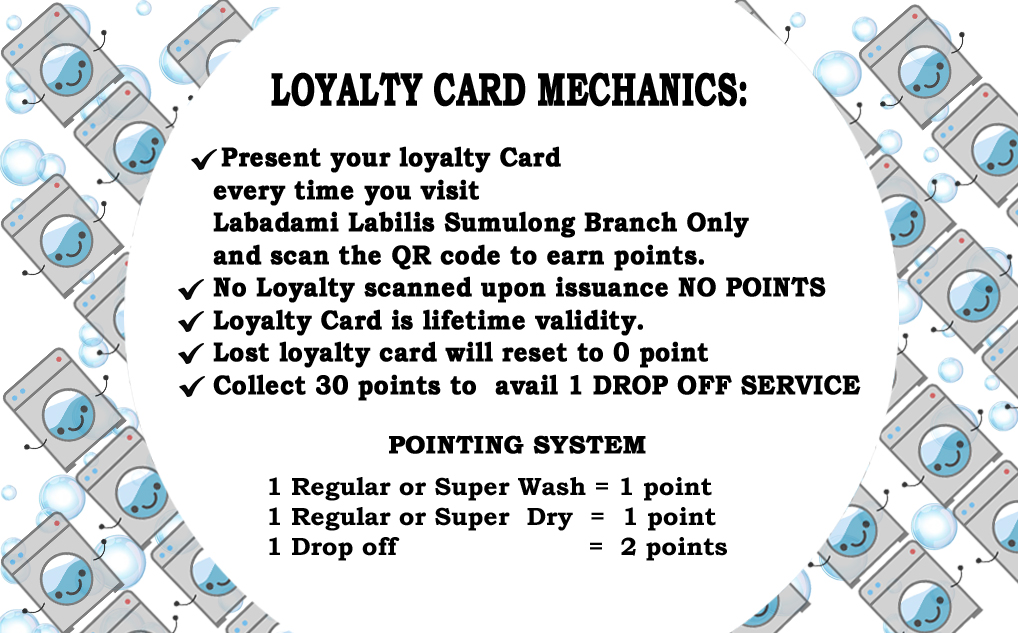 LOYALTY CARD MECHANICS:
✓ Present your loyalty Card
every time you visit
Labadami Labilis Sumulong Branch Only
and scan the QR code to earn points.
✓ No Loyalty scanned upon issuance NO POINTS
✓ Loyalty Card is lifetime validity.
✓ Lost loyalty card will reset to 0 point
✓ Collect 30 points to avail 1 DROP OFF SERVICE
POINTING SYSTEM
1 Regular or Super Wash = 1 point
1 Regular or Super Dry = 1 point
1 Drop off = 2 points